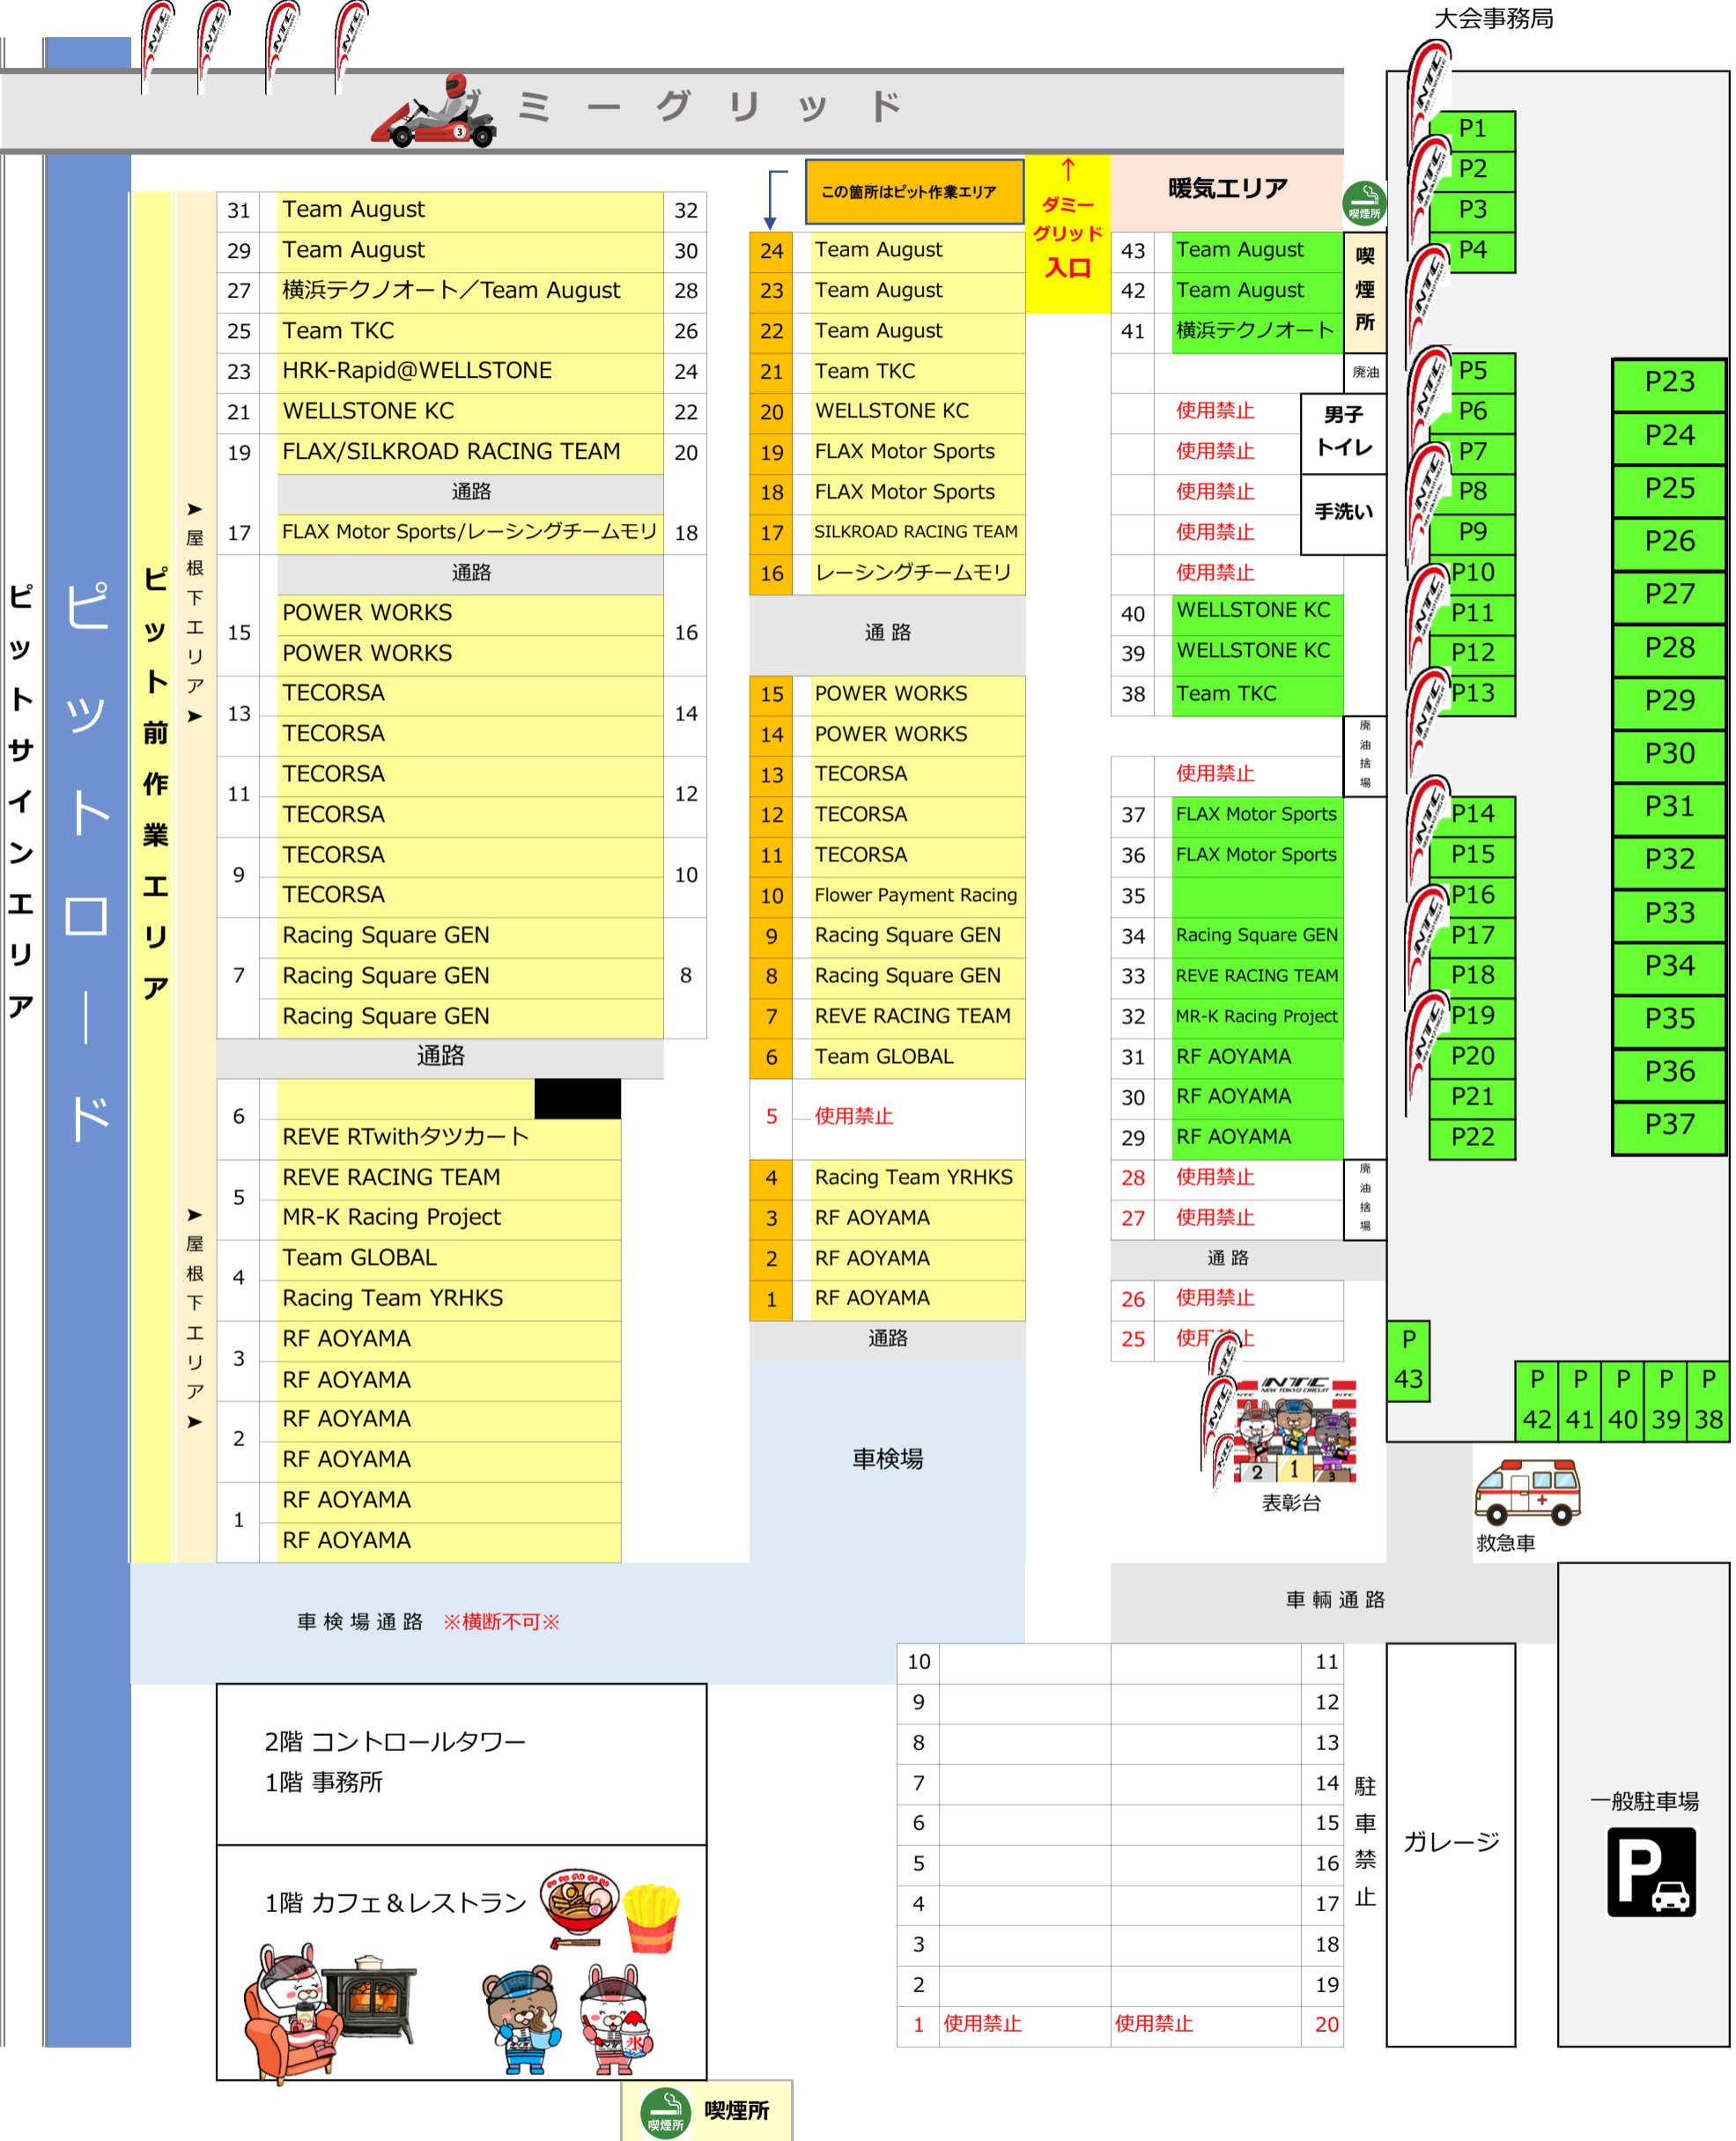 大会事務局
ダミーグリッド
この箇所はピット作業エリア
↑
ダミー
グリッド
入口
暖気エリア
喫煙所
ピットサインエリア
ピットロード
ピット前作業エリア
➤屋根下エリア➤
➤屋根下エリア➤
31 Team August 32
29 Team August 30
27 横浜テクノオート／Team August 28
25 Team TKC 26
23 HRK-Rapid@WELLSTONE 24
21 WELLSTONE KC 22
19 FLAX/SILKROAD RACING TEAM 20
通路
17 FLAX Motor Sports/レーシングチームモリ 18
通路
15 POWER WORKS 16
POWER WORKS
13 TECORSA 14
TECORSA
11 TECORSA 12
TECORSA
9 TECORSA 10
TECORSA
Racing Square GEN
7 Racing Square GEN 8
Racing Square GEN
通路
6
REVE RTwithタツカート
5 REVE RACING TEAM
MR-K Racing Project
4 Team GLOBAL
Racing Team YRHKS
3 RF AOYAMA
RF AOYAMA
2 RF AOYAMA
RF AOYAMA
1 RF AOYAMA
RF AOYAMA
24 Team August
23 Team August
22 Team August
21 Team TKC
20 WELLSTONE KC
19 FLAX Motor Sports
18 FLAX Motor Sports
17 SILKROAD RACING TEAM
16 レーシングチームモリ
通路
15 POWER WORKS
14 POWER WORKS
13 TECORSA
12 TECORSA
11 TECORSA
10 Flower Payment Racing
9 Racing Square GEN
8 Racing Square GEN
7 REVE RACING TEAM
6 Team GLOBAL
5 使用禁止
4 Racing Team YRHKS
3 RF AOYAMA
2 RF AOYAMA
1 RF AOYAMA
通路
車検場
43 Team August
42 Team August
41 横浜テクノオート
使用禁止
使用禁止
使用禁止
使用禁止
使用禁止
40 WELLSTONE KC
39 WELLSTONE KC
38 Team TKC
使用禁止
37 FLAX Motor Sports
36 FLAX Motor Sports
35
34 Racing Square GEN
33 REVE RACING TEAM
32 MR-K Racing Project
31 RF AOYAMA
30 RF AOYAMA
29 RF AOYAMA
28 使用禁止
27 使用禁止
通路
26 使用禁止
25 使用禁止
喫煙所
廃油
男子
トイレ
手洗い
廃油捨場
廃油捨場
NTC
NEW TOKYO CIRCUIT
2 1 3
表彰台
P1
P2
P3
P4
P5
P6
P7
P8
P9
P10
P11
P12
P13
P14
P15
P16
P17
P18
P19
P20
P21
P22
P23
P24
P25
P26
P27
P28
P29
P30
P31
P32
P33
P34
P35
P36
P37
P
43
P P P P P
42 41 40 39 38
救急車
車輌通路
車検場通路 ※横断不可※
2階 コントロールタワー
1階 事務所
1階 カフェ＆レストラン
氷
喫煙所
喫煙所
10 11
9 12
8 13
7 14
6 15
5 16
4 17
3 18
2 19
1 使用禁止 使用禁止 20
駐車禁止
ガレージ
一般駐車場
P